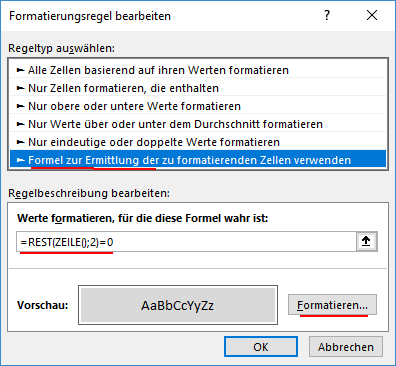 Formatierungsregel bearbeiten
Regeltyp auswählen:
► Alle Zellen basierend auf ihren Werten formatieren
► Nur Zellen formatieren, die enthalten
► Nur obere oder untere Werte formatieren
► Nur Werte über oder unter dem Durchschnitt formatieren
► Nur eindeutige oder doppelte Werte formatieren
► Formel zur Ermittlung der zu formatierenden Zellen verwenden
Regelbeschreibung bearbeiten:
Werte formatieren, für die diese Formel wahr ist:
=REST(ZEILE();2)=0
Vorschau:
AaBbCcYyZz
Formatieren...
OK
Abbrechen